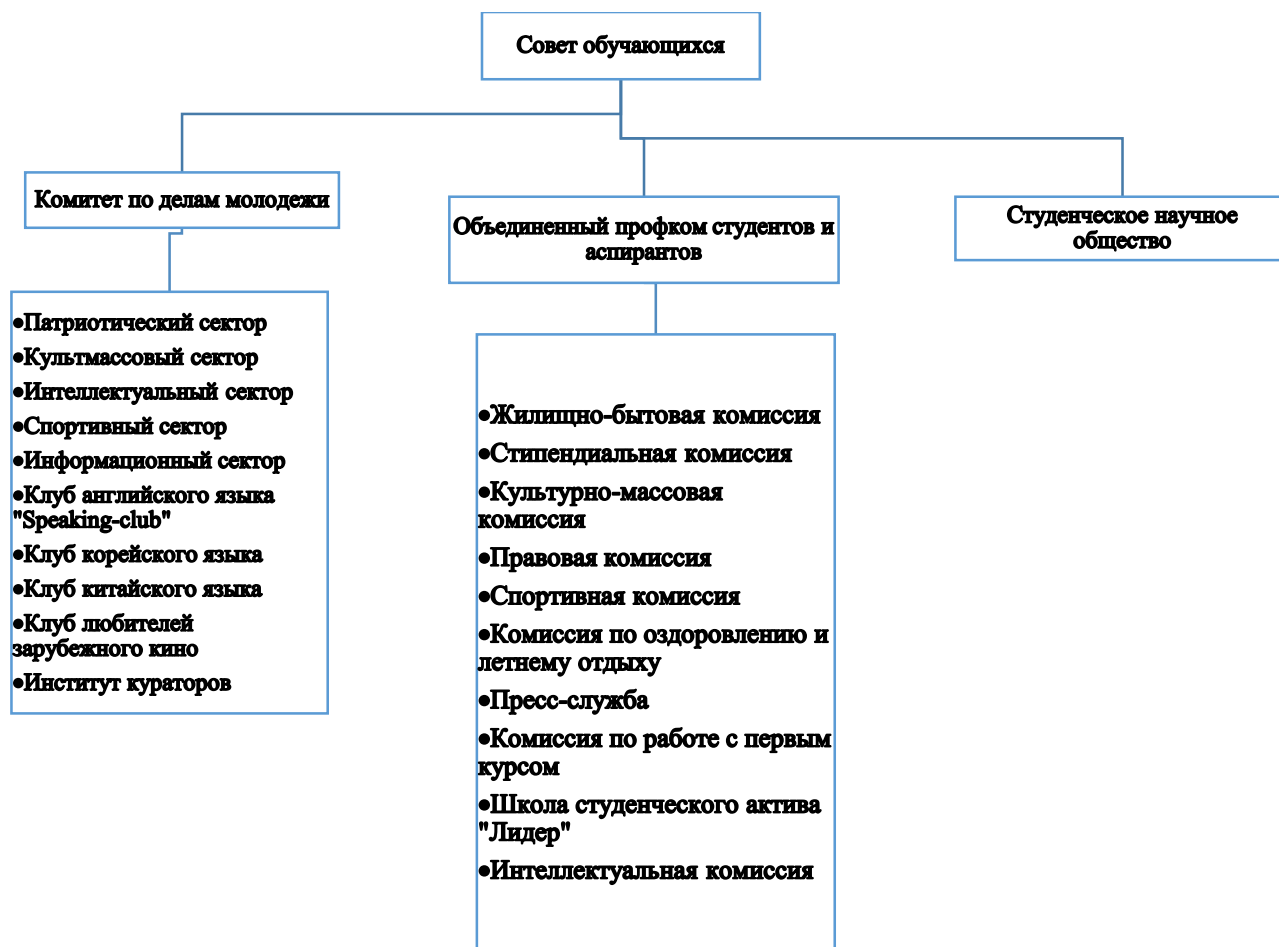 Совет обучающихся
Комитет по делам молодежи
Объединенный профком студентов и
аспирантов
Студенческое научное
общество
•Патриотический сектор
•Культмассовый сектор
•Интеллектуальный сектор
•Спортивный сектор
•Информационный сектор
•Клуб английского языка
"Speaking-club"
•Клуб корейского языка
•Клуб китайского языка
•Клуб любителей
зарубежного кино
•Институт кураторов
•Жилищно-бытовая комиссия
•Стипендиальная комиссия
•Культурно-массовая
комиссия
•Правовая комиссия
•Спортивная комиссия
•Комиссия по оздоровлению и
летнему отдыху
•Пресс-служба
•Комиссия по работе с первым
курсом
•Школа студенческого актива
"Лидер"
•Интеллектуальная комиссия